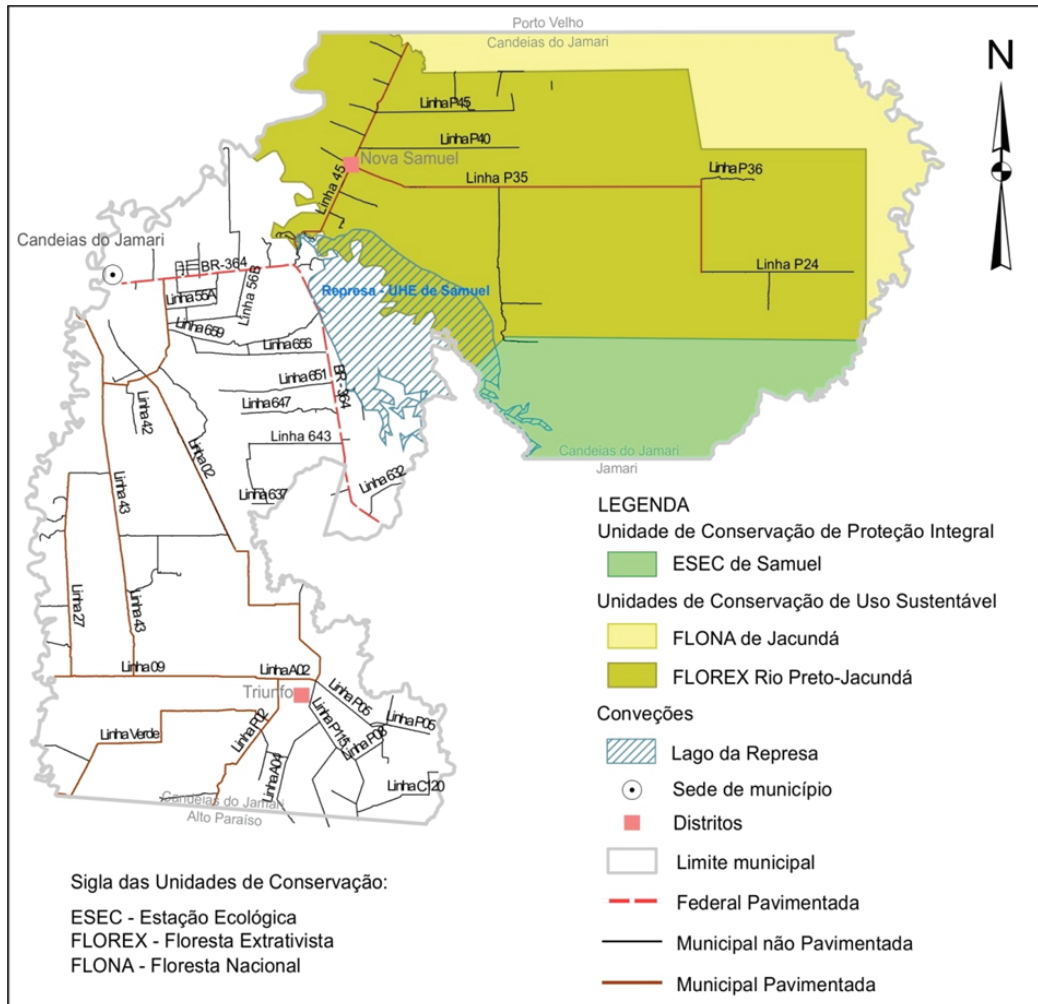 Porto Velho
Candeias do Jamari
N
Linha P45
Linha P40
Nova Samuel
Linha P35
Linha P36
Linha 45
Linha P24
Candeias do Jamari
BR-364
Linha 56B
Linha 55A
Represa - UHE de Samuel
Linha 659
Linha 656
Linha 651
BR-364
Linha 647
Linha 42
Linha 643
Linha 02
Linha 637
Linha 632
Candeias do Jamari
Jamari
Linha 43
Linha 27
Linha 43
Linha 09
Linha A02
Triunfo
Linha P05
Linha P02
Linha P115
Linha P08
Linha P05
Linha Verde
Linha A04
Linha C120
Candeias do Jamari
Alto Paraíso
LEGENDA
Unidade de Conservação de Proteção Integral
ESEC de Samuel
Unidades de Conservação de Uso Sustentável
FLONA de Jacundá
FLOREX Rio Preto-Jacundá
Conveções
Lago da Represa
Sede de município
Distritos
Limite municipal
Federal Pavimentada
Municipal não Pavimentada
Municipal Pavimentada
Sigla das Unidades de Conservação:
ESEC - Estação Ecológica
FLOREX - Floresta Extrativista
FLONA - Floresta Nacional